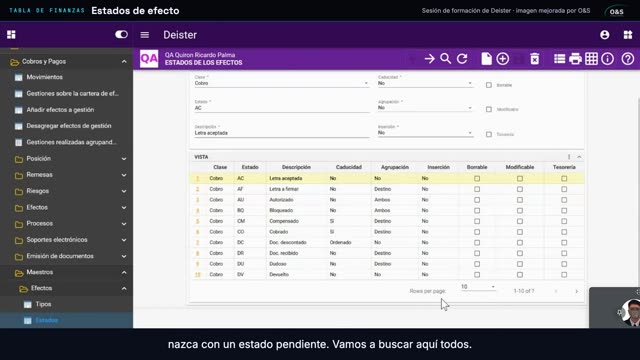 TABLA DE FINANZAS Estados de efecto
Sesión de formación de Deister · imagen mejorada por O&S
O&S
Deister
QA QA Quiron Ricardo Palma
ESTADOS DE LOS EFECTOS
Cobros y Pagos
Movimientos
Gestiones sobre la cartera de ef...
Añadir efectos a gestión
Desagregar efectos de gestión
Gestiones realizadas agrupand...
Posición
Remesas
Riesgos
Efectos
Procesos
Soportes electrónicos
Emisión de documentos
Maestros
Efectos
Tipos
Estados
Clase *
Cobro
Caducidad *
No
Borrable
Estado *
AC
Agrupación *
No
Modificable
Descripción *
Letra aceptada
Inserción *
No
Tesorería
VISTA
Clase Estado Descripción Caducidad Agrupación Inserción Borrable Modificable Tesorería
1 Cobro AC Letra aceptada No No No
2 Cobro AF Letra a firmar No Destino No
3 Cobro AU Autorizado No Ambos No
4 Cobro BQ Bloqueado No Ambos No
5 Cobro CM Compensado Sí Destino No
6 Cobro CO Cobrado Sí Destino No
7 Cobro DC Doc. descontado Ordenado No No
8 Cobro DR Doc. recibido No Destino No
9 Cobro DU Dudoso No Destino No
10 Cobro DV Devuelto No No No
Rows per page: 10 1-10 of ?
nazca con un estado pendiente. Vamos a buscar aquí todos.